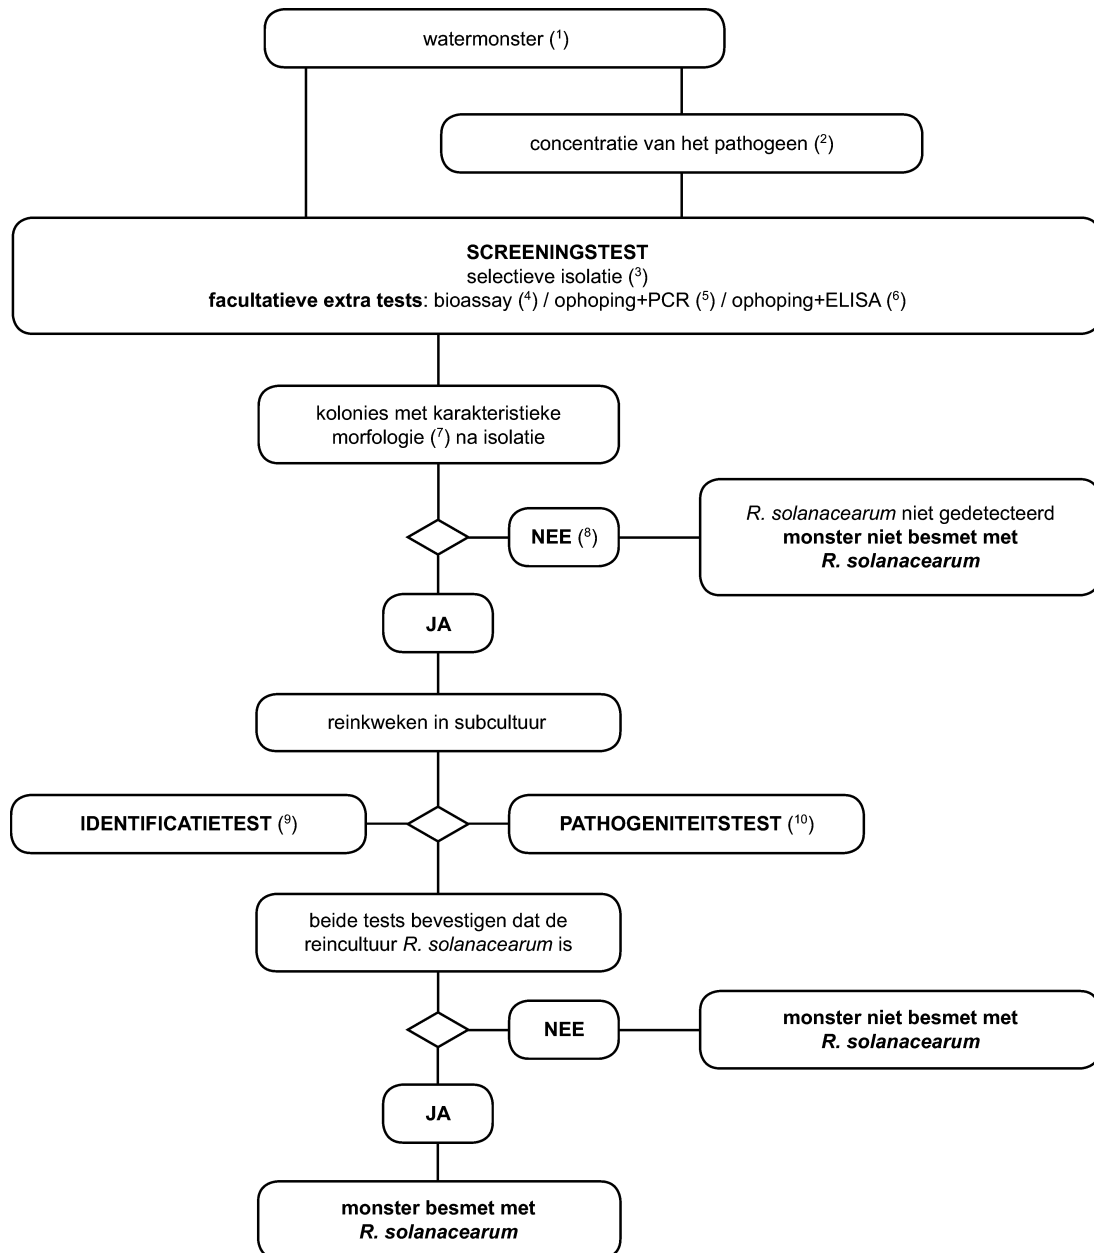 watermonster (¹)
concentratie van het pathogeen (²)
SCREENINGSTEST
selectieve isolatie (³)
facultatieve extra tests: bioassay (⁴) / ophoping+PCR (⁵) / ophoping+ELISA (⁶)
kolonies met karakteristieke
morfologie (⁷) na isolatie
NEE (⁸)
R. solanacearum niet gedetecteerd
monster niet besmet met
R. solanacearum
JA
reinkweken in subcultuur
IDENTIFICATIETEST (⁹)
PATHOGENITEITSTEST (¹⁰)
beide tests bevestigen dat de
reincultuur R. solanacearum is
NEE
monster niet besmet met
R. solanacearum
JA
monster besmet met
R. solanacearum